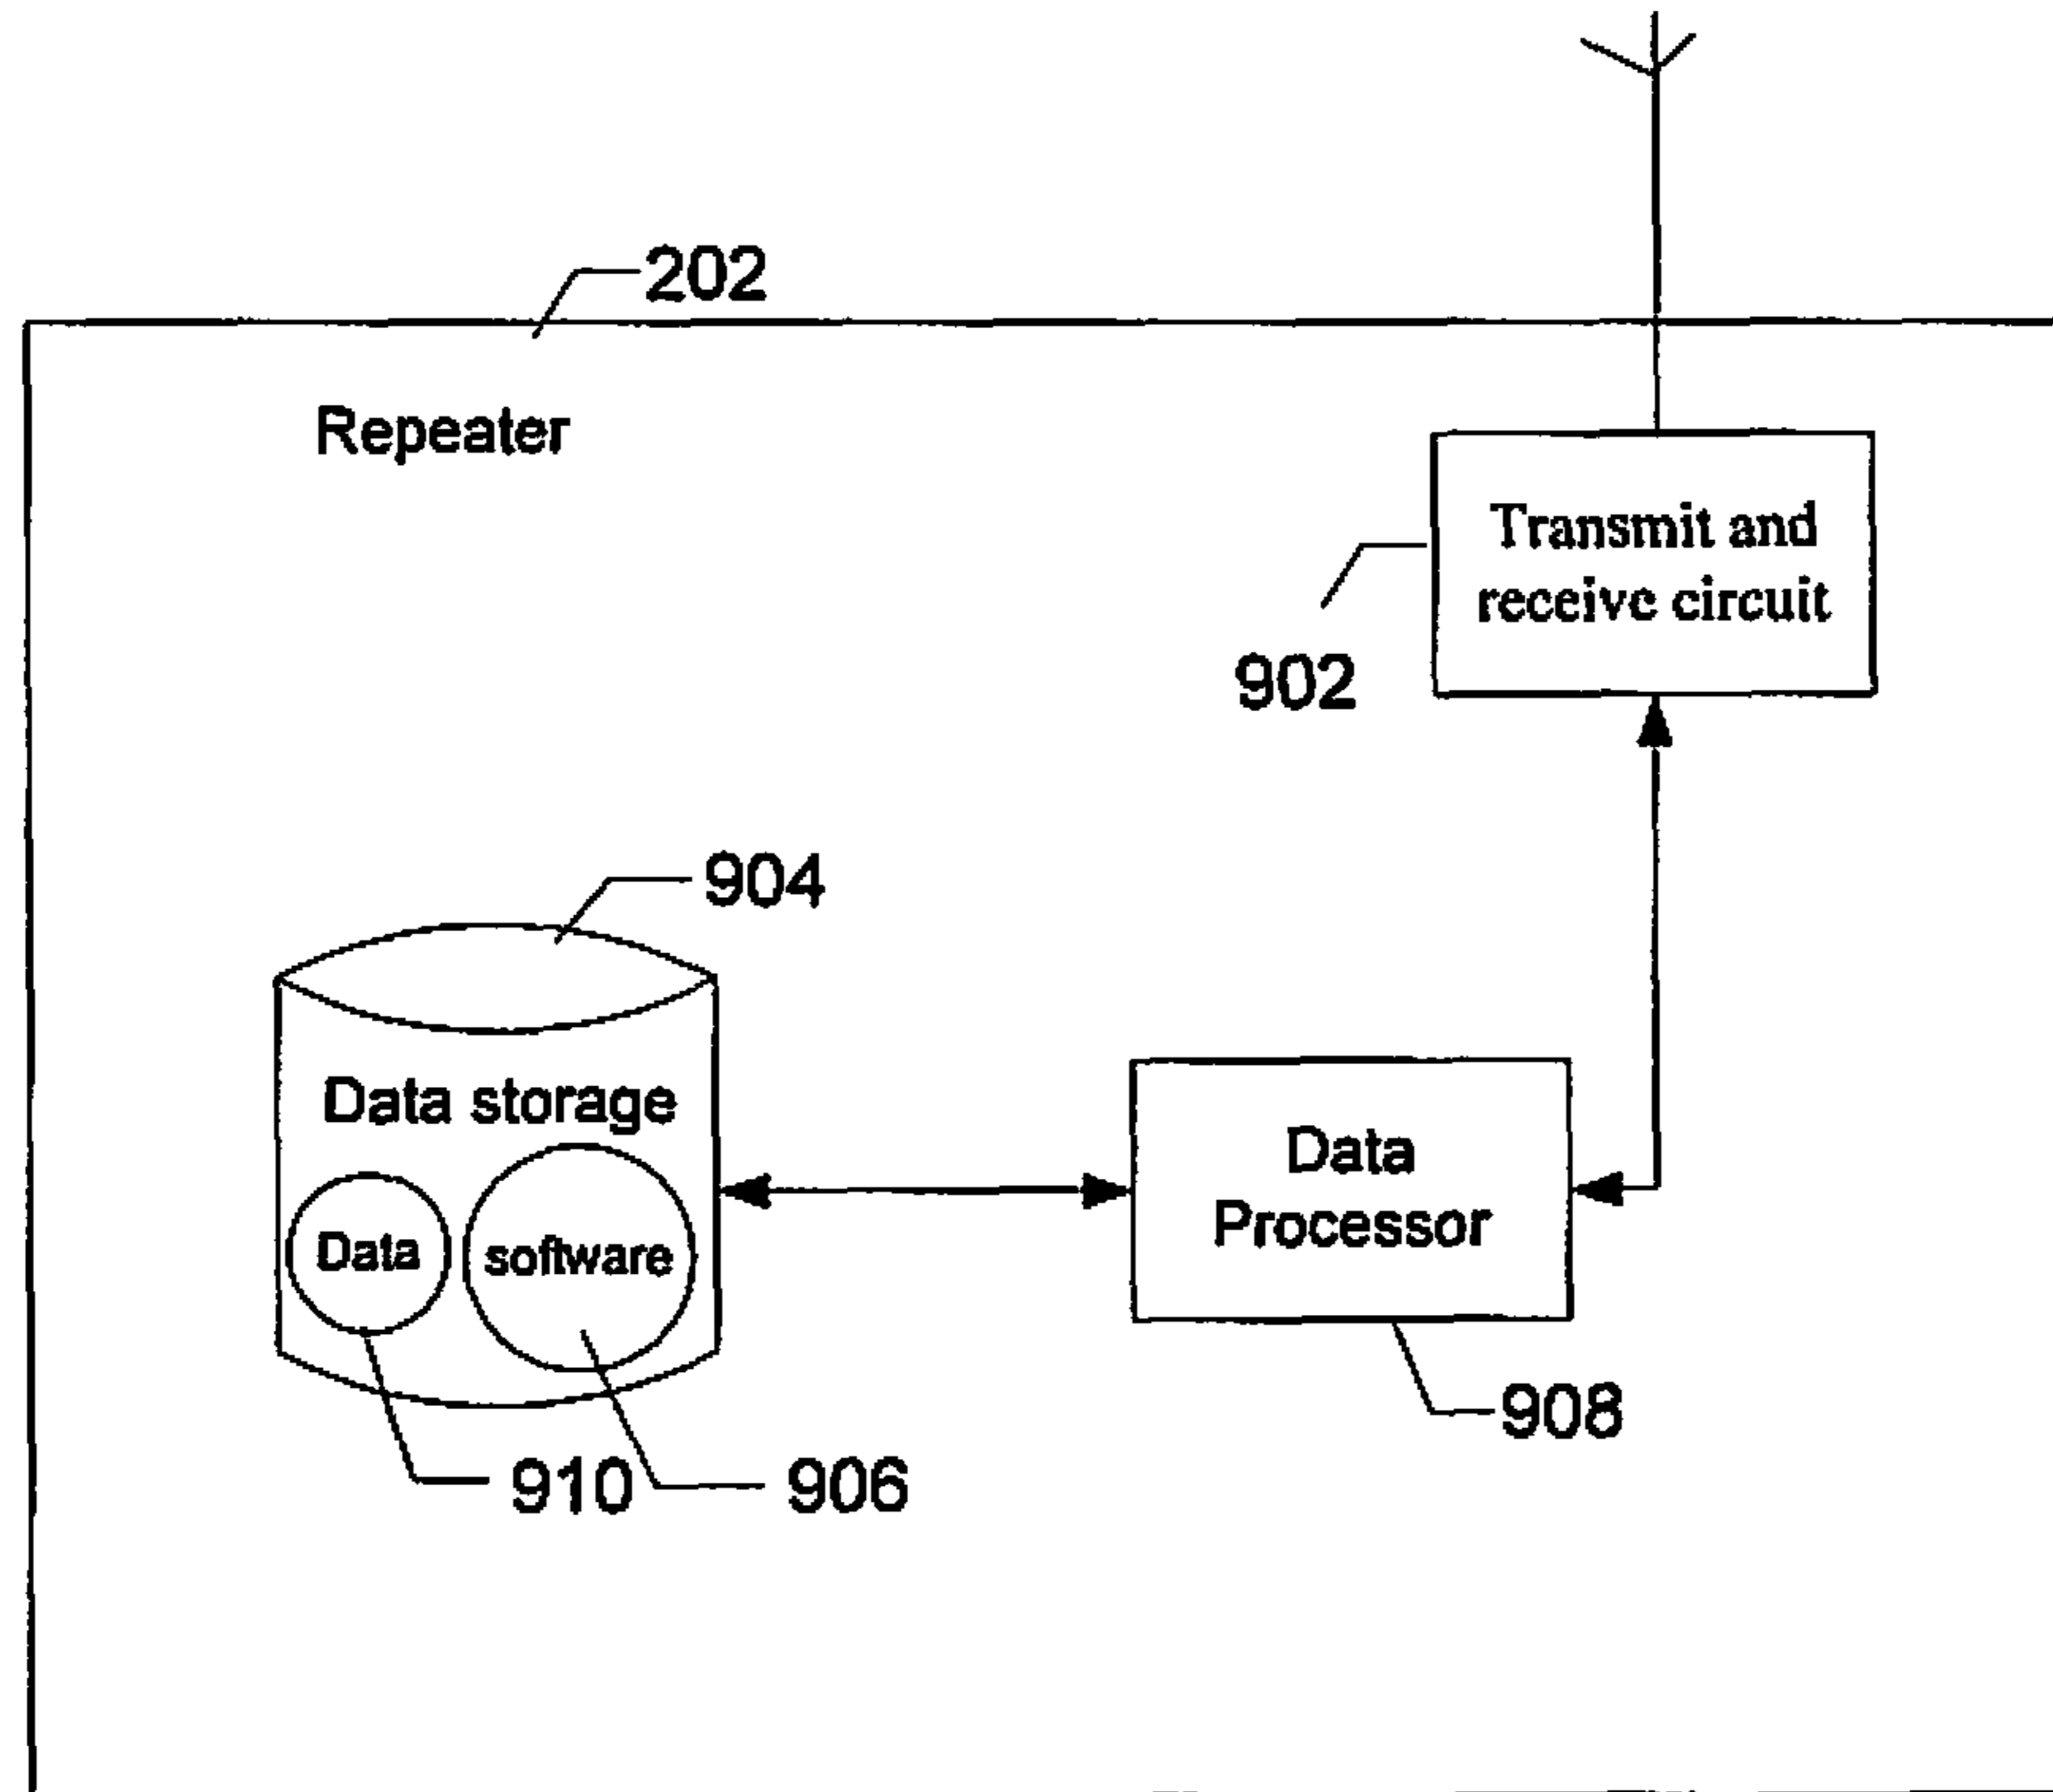 202
Repeater
Transmit and
receive circuit
902
904
Data storage
Data
software
Data
Processor
908
910
906